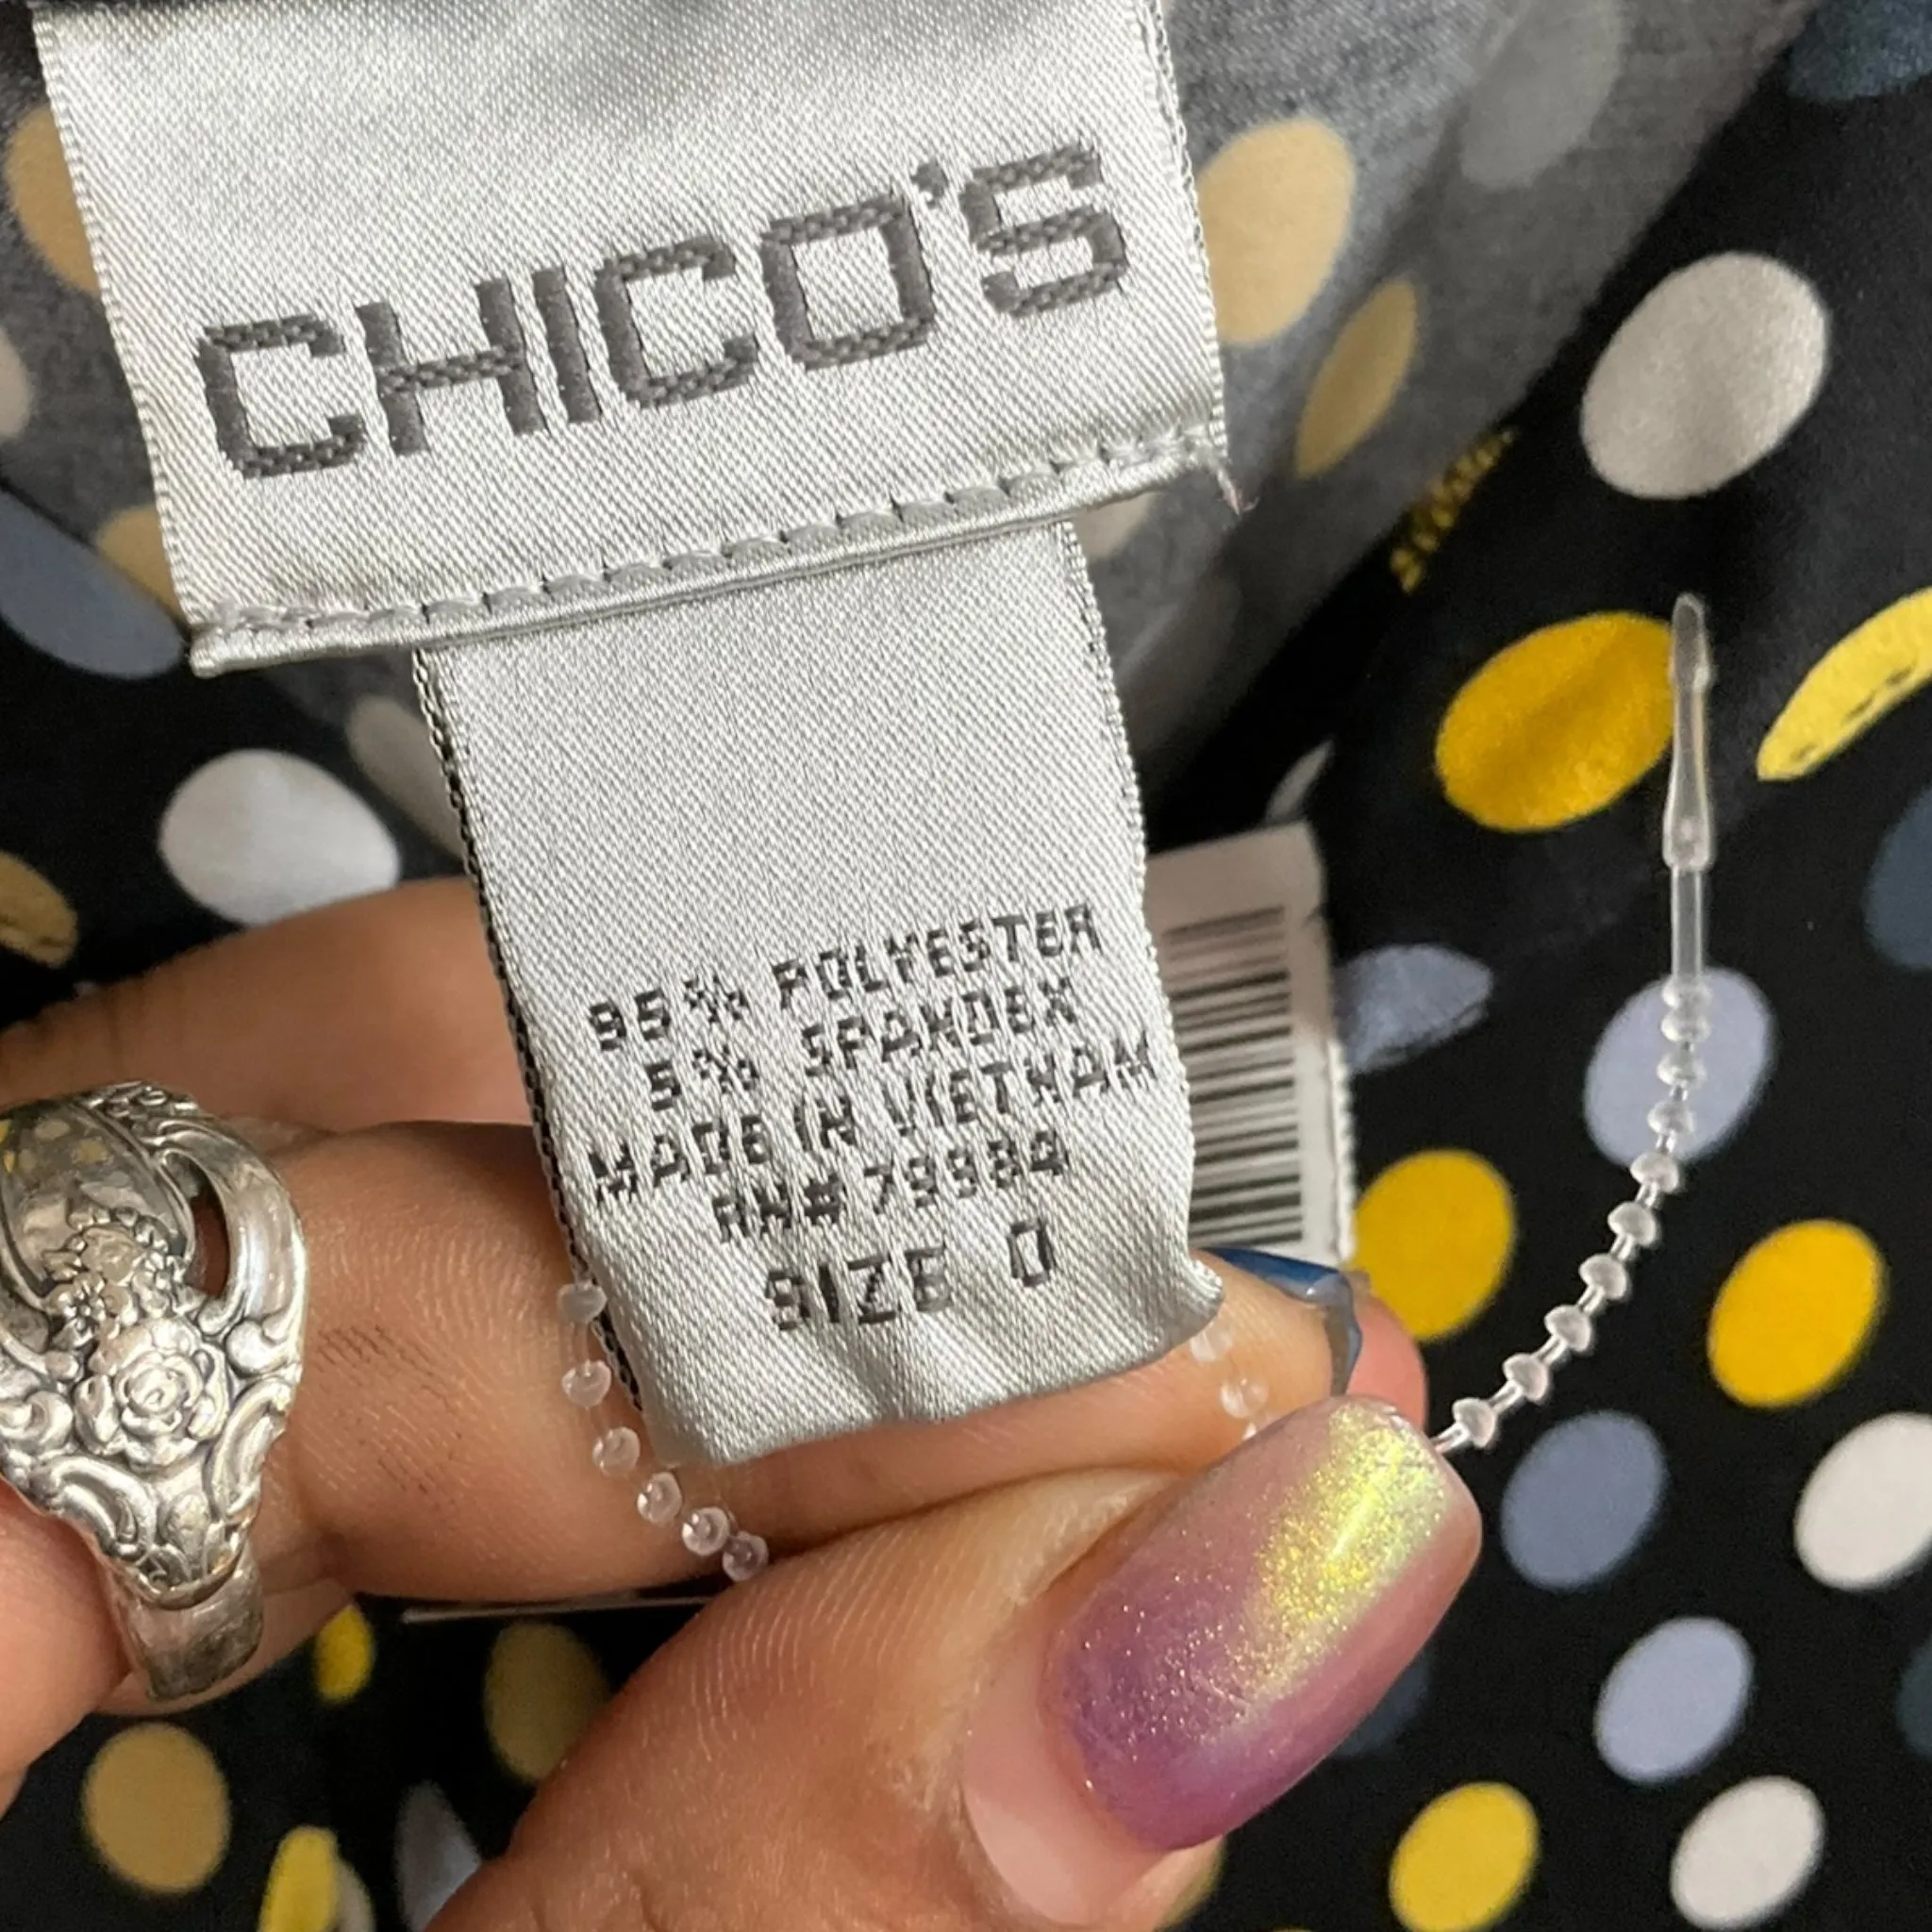 CHICO'S
95% POLYESTER
5% SPANDEX
MADE IN VIETNAM
RN# 79984
SIZE 0